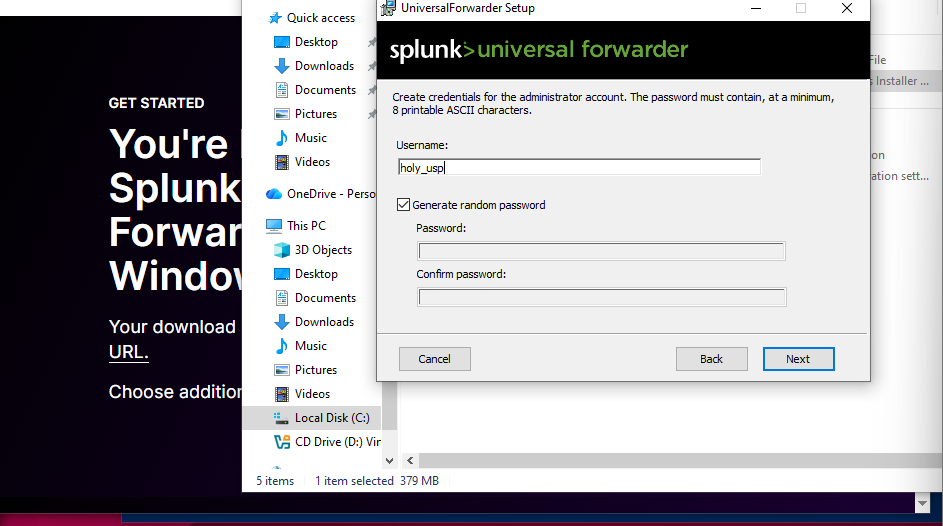 GET STARTED
You're
Splunk
Forwar
Window
Your download
URL.
Choose addition
Quick access
Desktop
Downloads
Documents
Pictures
Music
Videos
OneDrive - Perso
This PC
3D Objects
Desktop
Documents
Downloads
Music
Pictures
Videos
Local Disk (C:)
CD Drive (D:) Vir
5 items 1 item selected 379 MB
UniversalForwarder Setup
splunk>universal forwarder
Create credentials for the administrator account. The password must contain, at a minimum,
8 printable ASCII characters.
Username:
holy_usp
Generate random password
Password:
Confirm password:
Cancel Back Next
File
s Installer ...
on
ration sett...